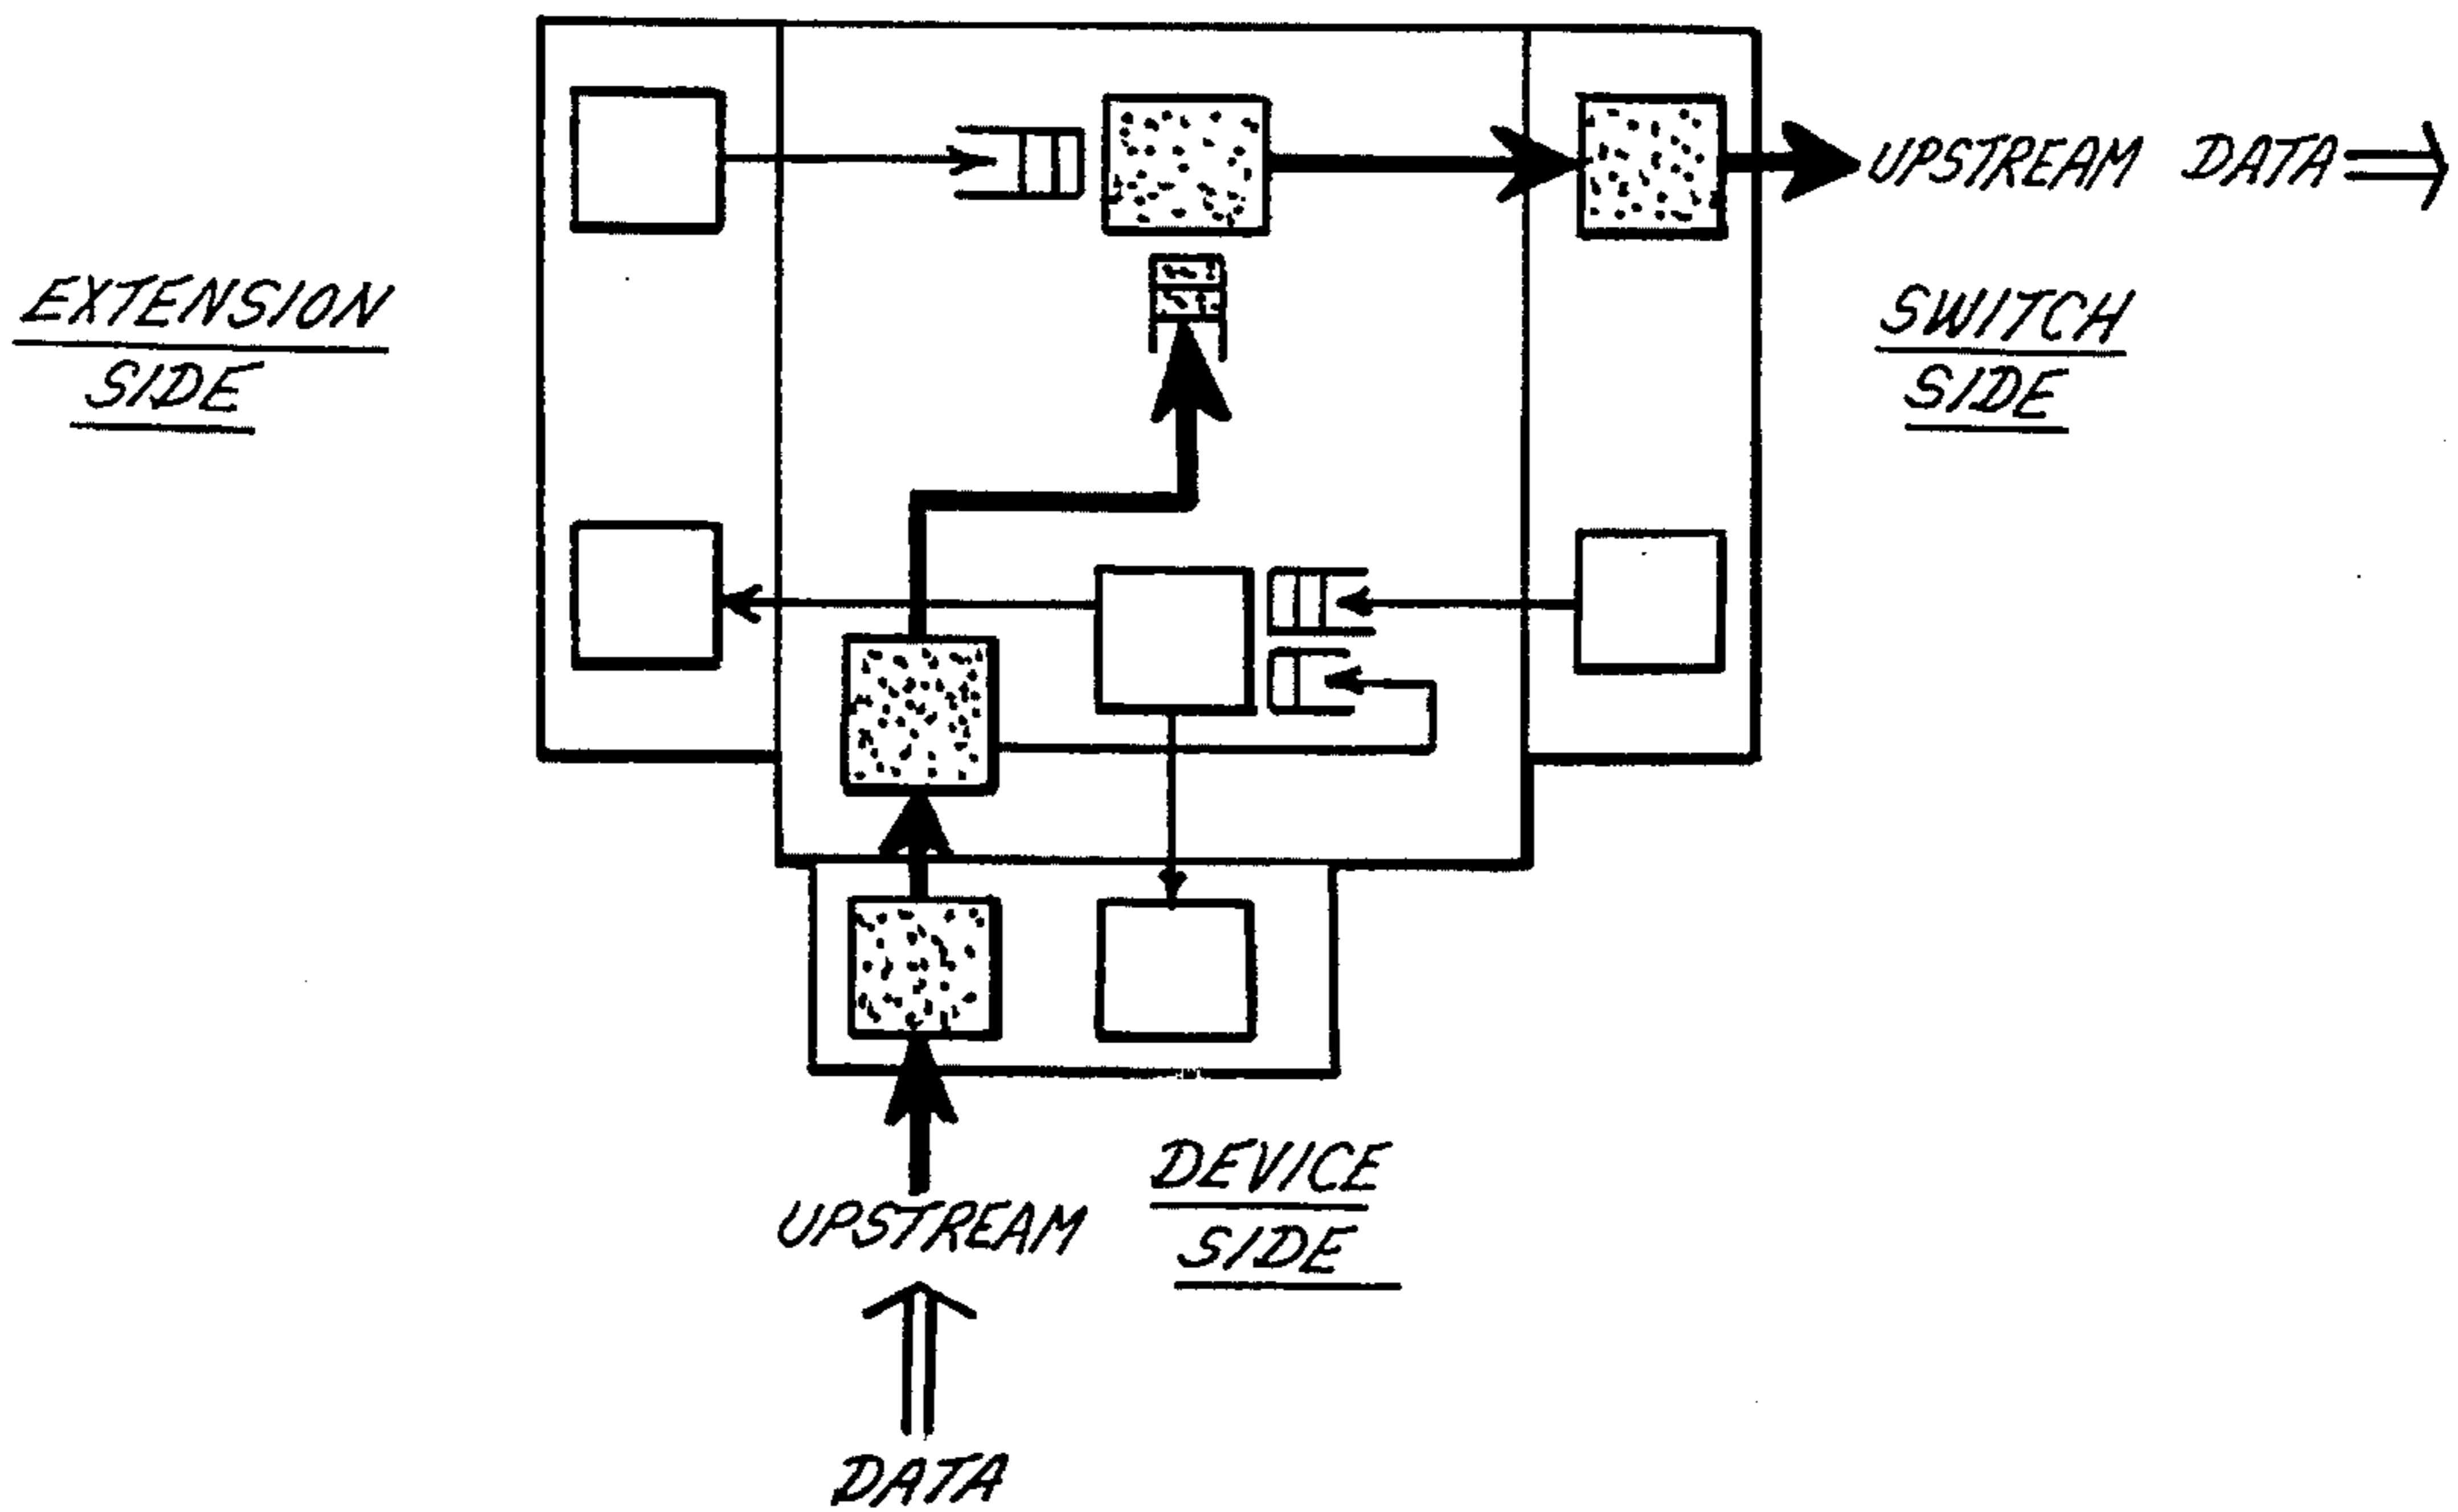 UPSTREAM DATA
EXTENSION
SIDE
SWITCH
SIDE
DEVICE
SIDE
UPSTREAM
DATA